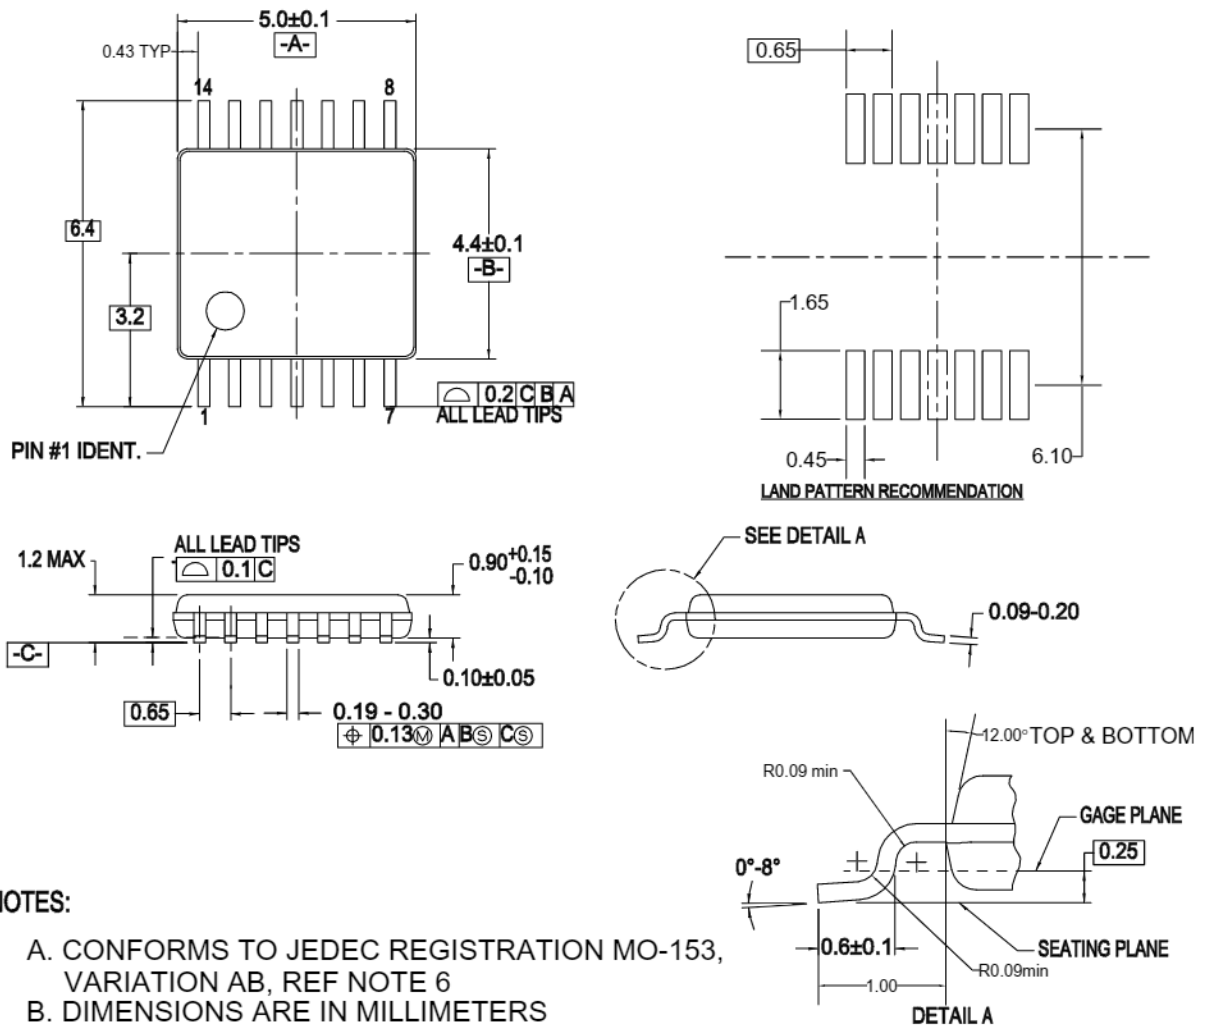 5.0±0.1
-A-
0.43 TYP
14
8
6.4
3.2
4.4±0.1
-B-
0.2 C B A
ALL LEAD TIPS
1
7
PIN #1 IDENT.
0.65
1.65
0.45
6.10
LAND PATTERN RECOMMENDATION
ALL LEAD TIPS
0.1 C
1.2 MAX
0.90+0.15
-0.10
-C-
0.10±0.05
0.65
0.19 - 0.30
0.13Ⓜ A BⓈ CⓈ
SEE DETAIL A
0.09-0.20
12.00° TOP & BOTTOM
R0.09 min
GAGE PLANE
0.25
0°-8°
0.6±0.1
SEATING PLANE
R0.09min
1.00
DETAIL A
NOTES:
A. CONFORMS TO JEDEC REGISTRATION MO-153,
VARIATION AB, REF NOTE 6
B. DIMENSIONS ARE IN MILLIMETERS